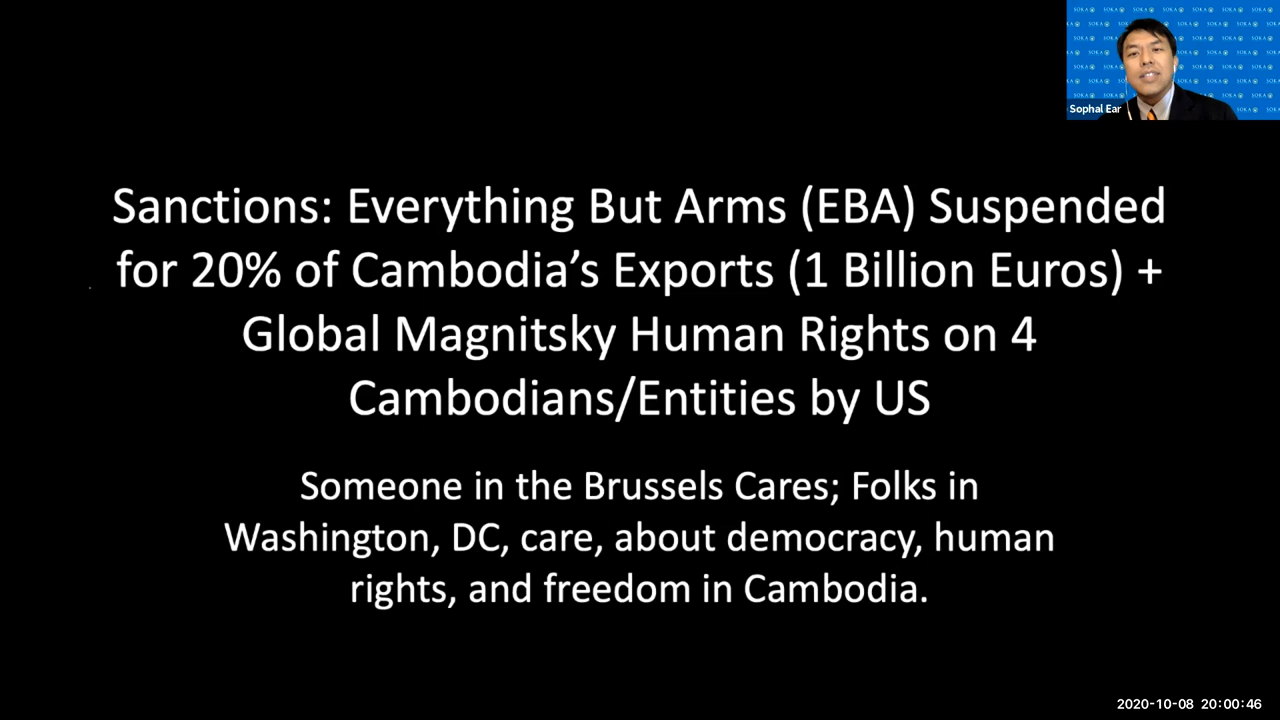 Sophal Ear
Sanctions: Everything But Arms (EBA) Suspended
for 20% of Cambodia’s Exports (1 Billion Euros) +
Global Magnitsky Human Rights on 4
Cambodians/Entities by US
Someone in the Brussels Cares; Folks in
Washington, DC, care, about democracy, human
rights, and freedom in Cambodia.
2020-10-08 20:00:46